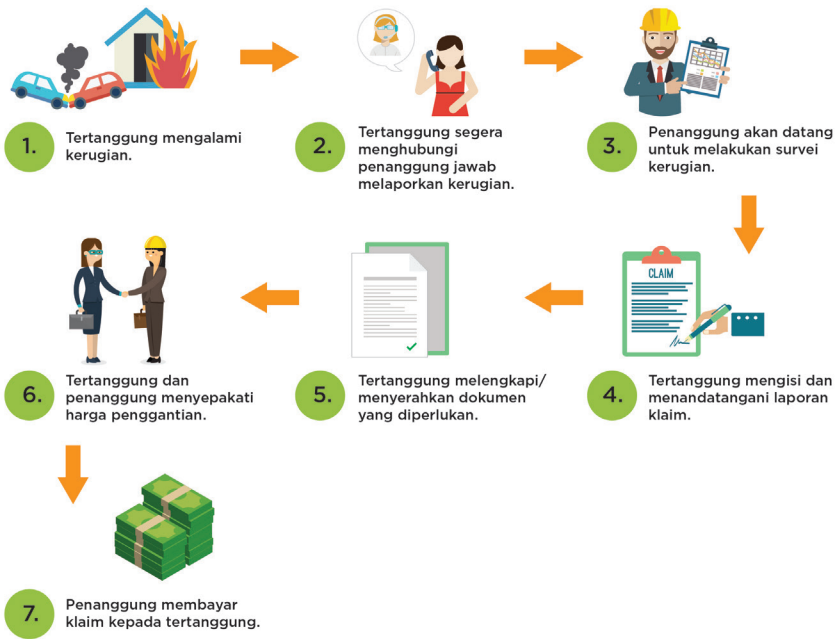 1.
Tertanggung mengalami
kerugian.
2.
Tertanggung segera
menghubungi
penanggung jawab
melaporkan kerugian.
3.
Penanggung akan datang
untuk melakukan survei
kerugian.
CLAIM
4.
Tertanggung mengisi dan
menandatangani laporan
klaim.
5.
Tertanggung melengkapi/
menyerahkan dokumen
yang diperlukan.
6.
Tertanggung dan
penanggung menyepakati
harga penggantian.
7.
Penanggung membayar
klaim kepada tertanggung.